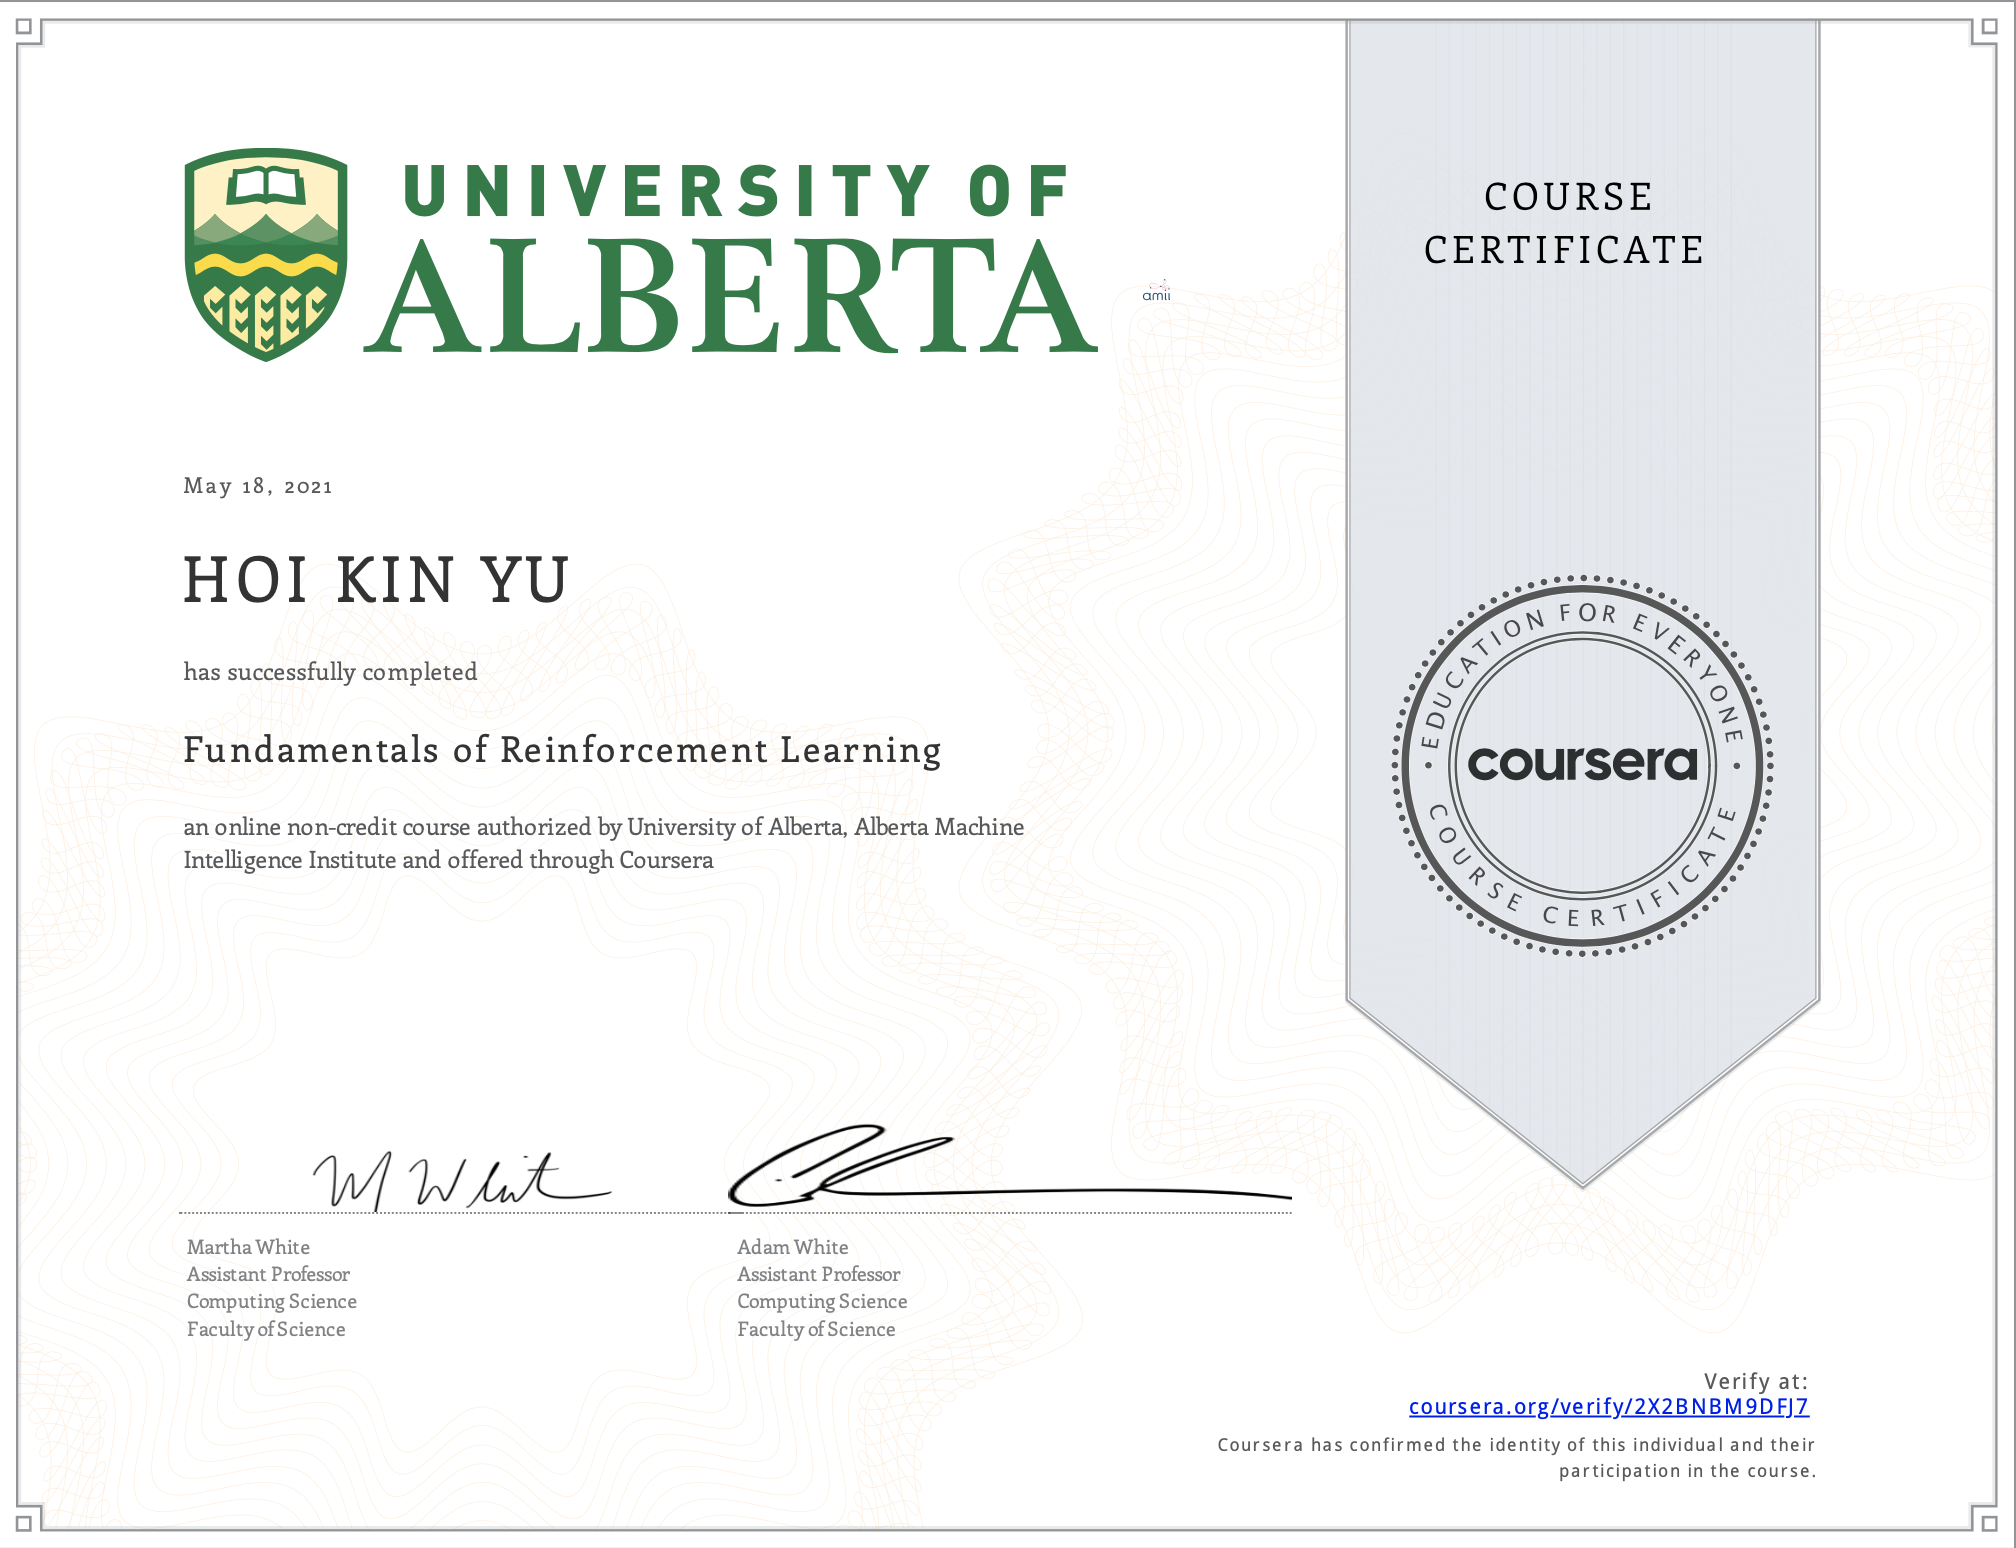 UNIVERSITY OF
ALBERTA
amii
COURSE
CERTIFICATE
May 18, 2021
HOI KIN YU
has successfully completed
Fundamentals of Reinforcement Learning
an online non-credit course authorized by University of Alberta, Alberta Machine
Intelligence Institute and offered through Coursera
EDUCATION FOR EVERYONE
coursera
COURSE CERTIFICATE
M White
Martha White
Assistant Professor
Computing Science
Faculty of Science
Adam White
Assistant Professor
Computing Science
Faculty of Science
Verify at:
coursera.org/verify/2X2BNBM9DFJ7
Coursera has confirmed the identity of this individual and their
participation in the course.